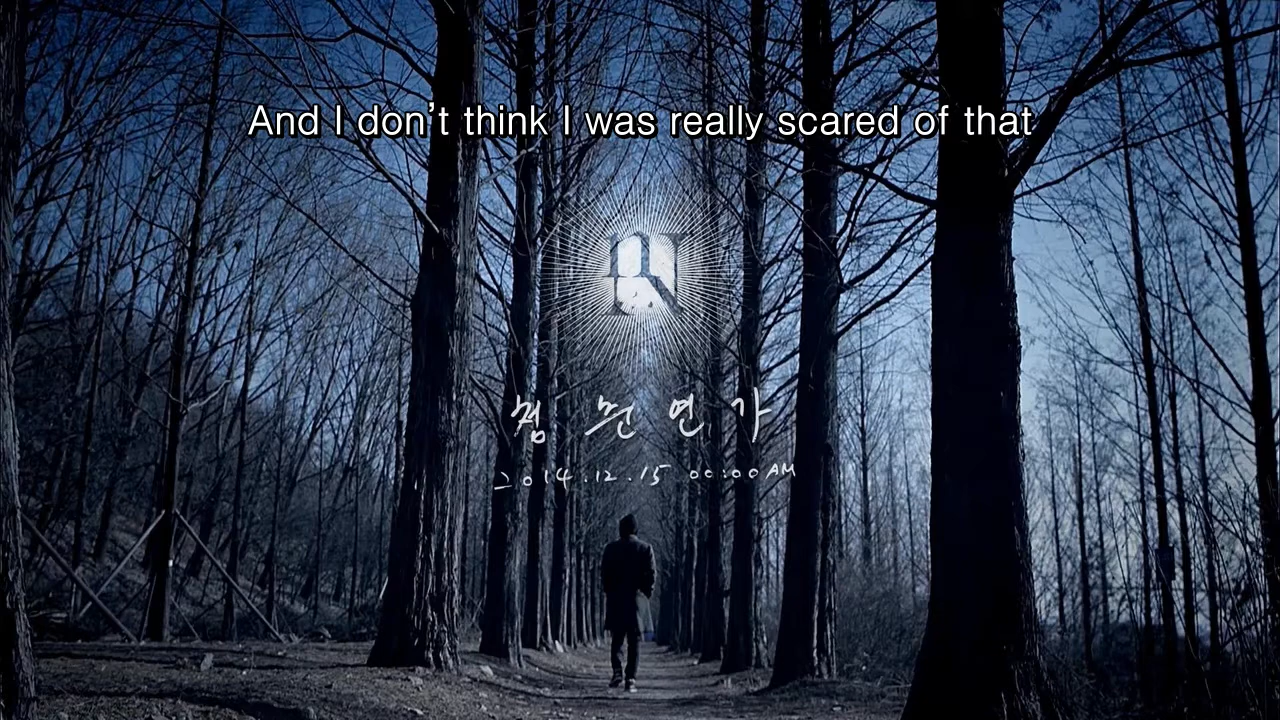 And I don’t think I was really scared of that
청 춘 연 가
2014.12.15 00:00AM